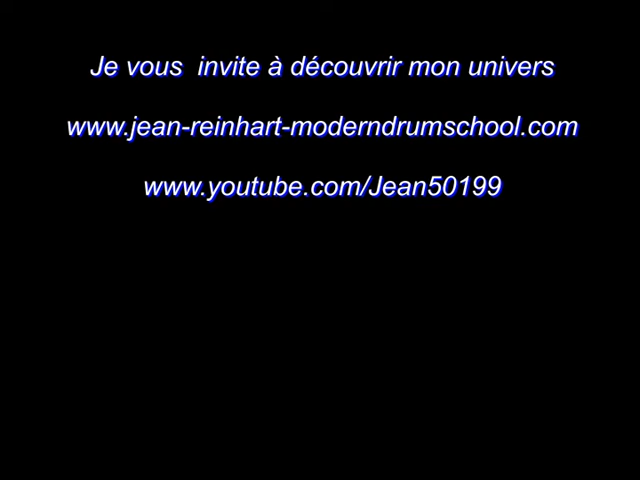 Je vous  invite à découvrir mon univers
www.jean-reinhart-moderndrumschool.com
www.youtube.com/Jean50199